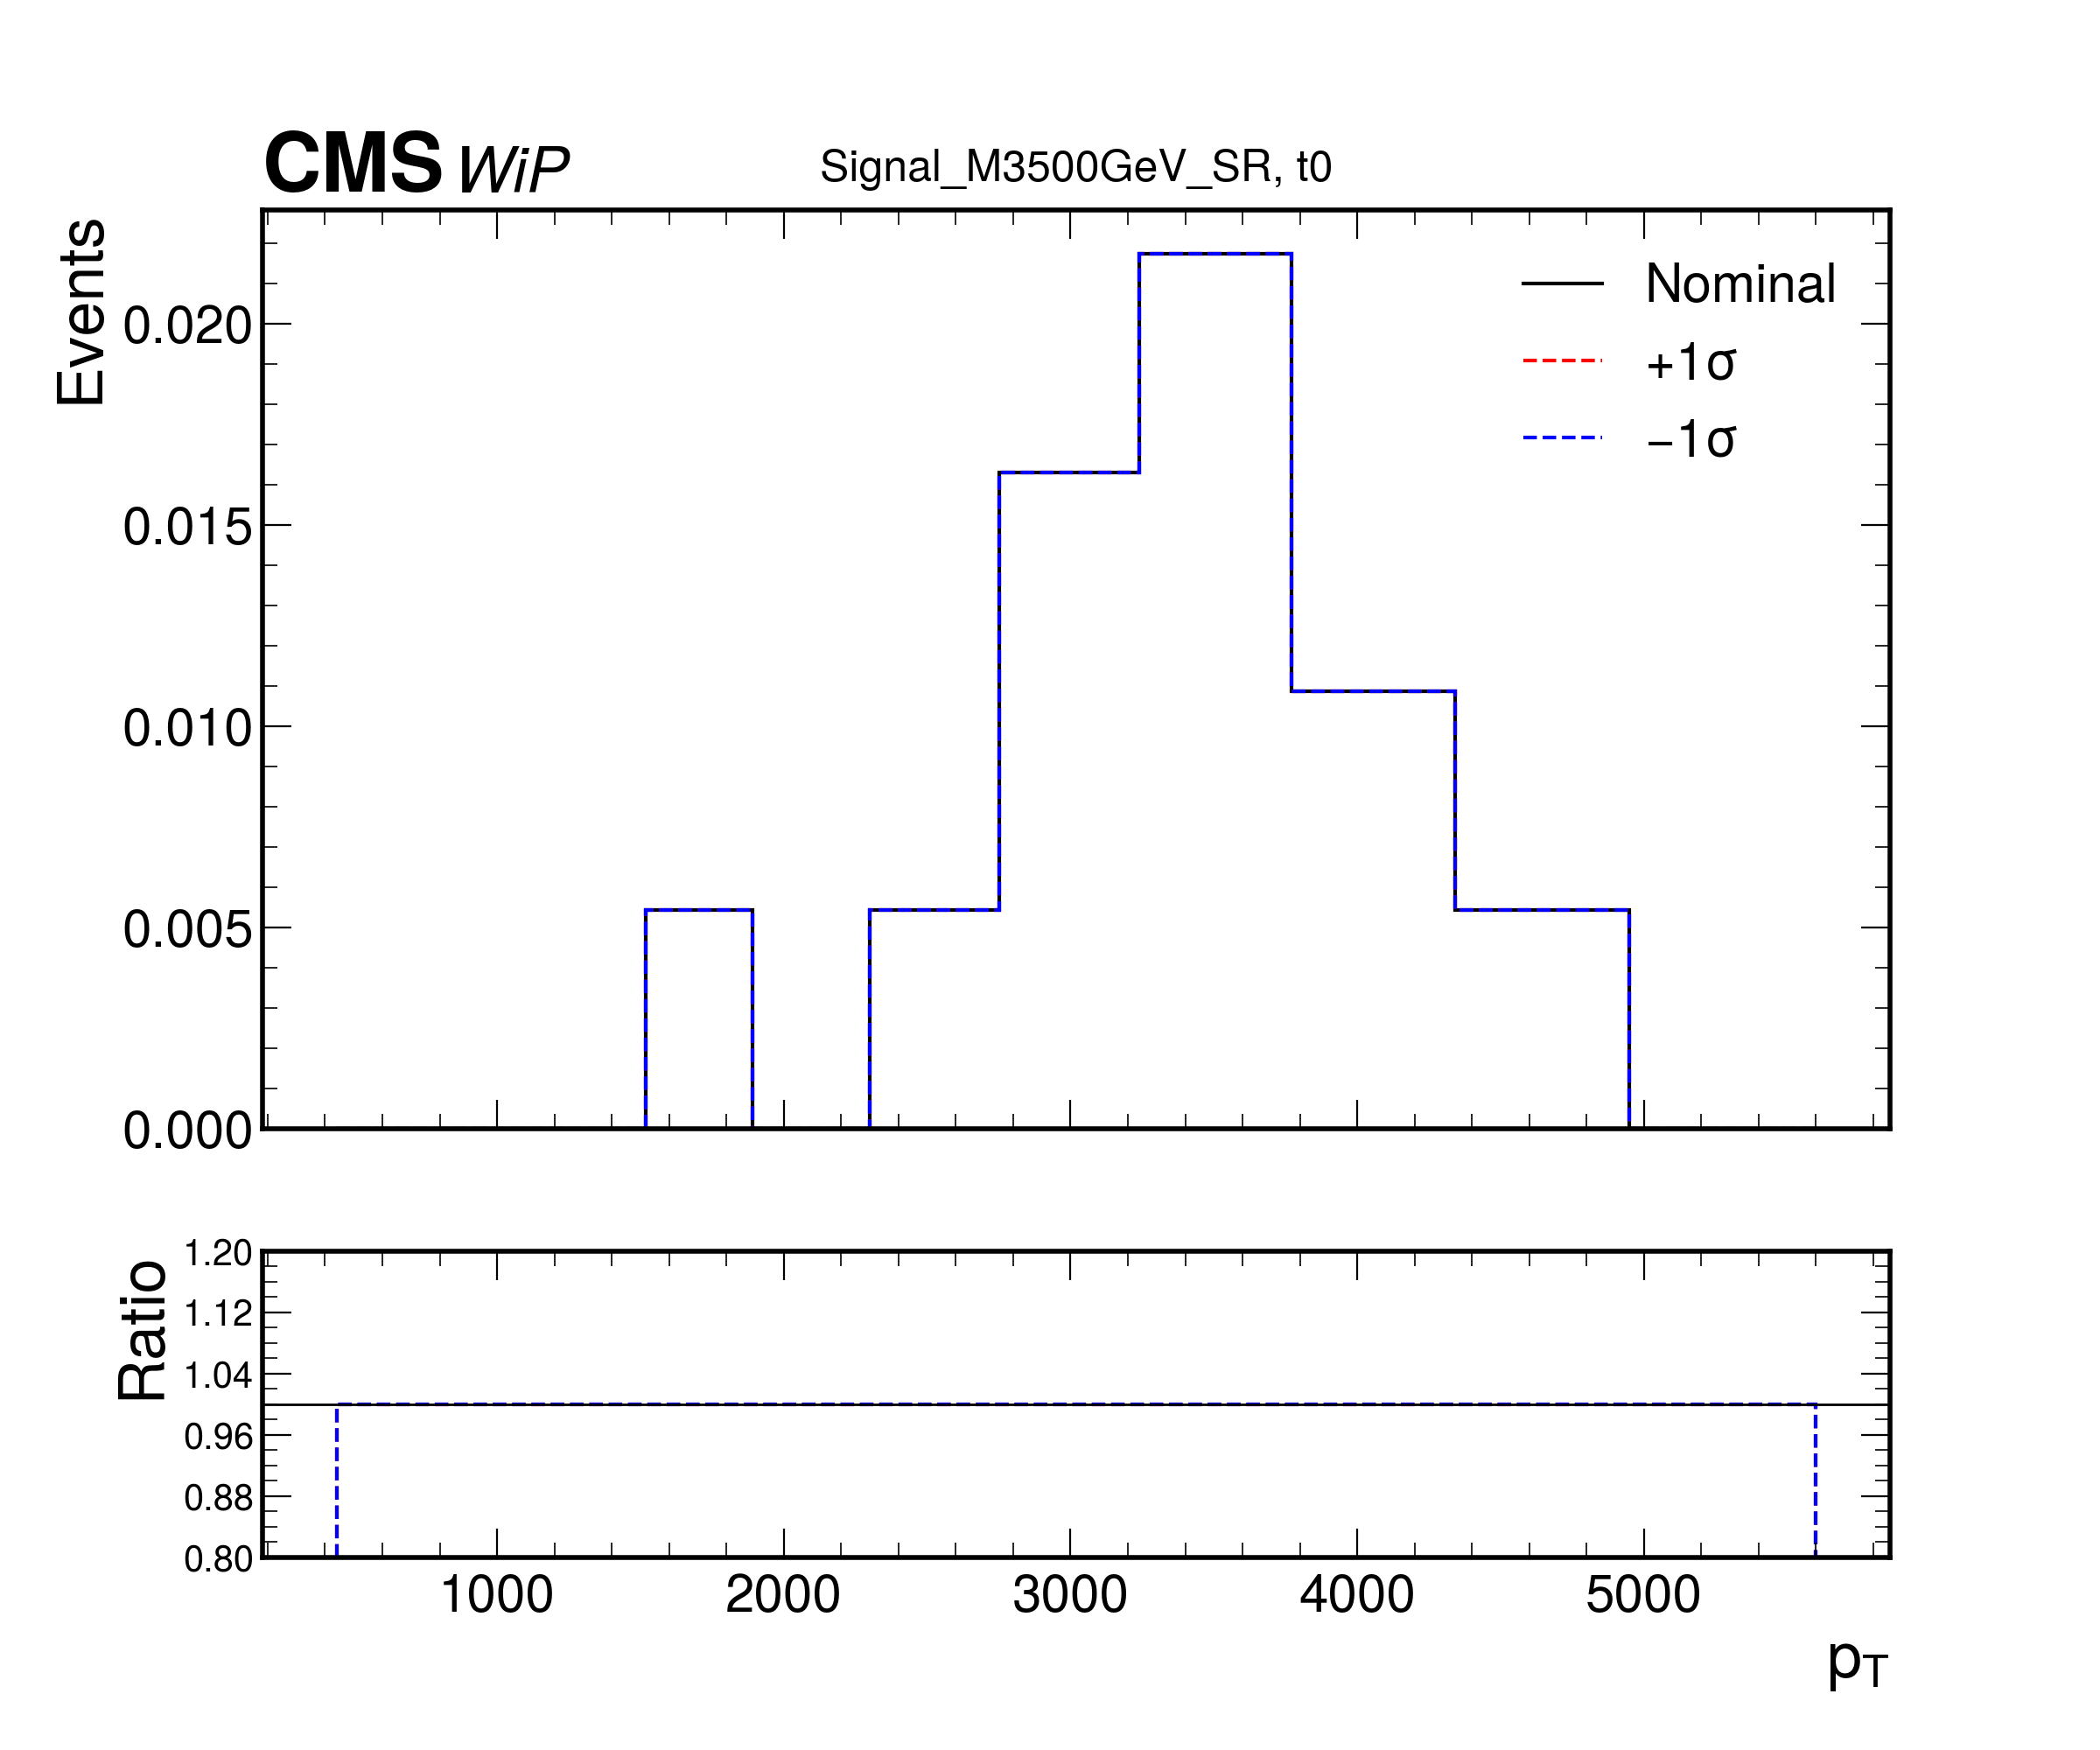 CMS WiP
Signal_M3500GeV_SR, t0
Events
0.020
0.015
0.010
0.005
0.000
Nominal
+1σ
−1σ
Ratio
1.20
1.12
1.04
0.96
0.88
0.80
1000 2000 3000 4000 5000
pT